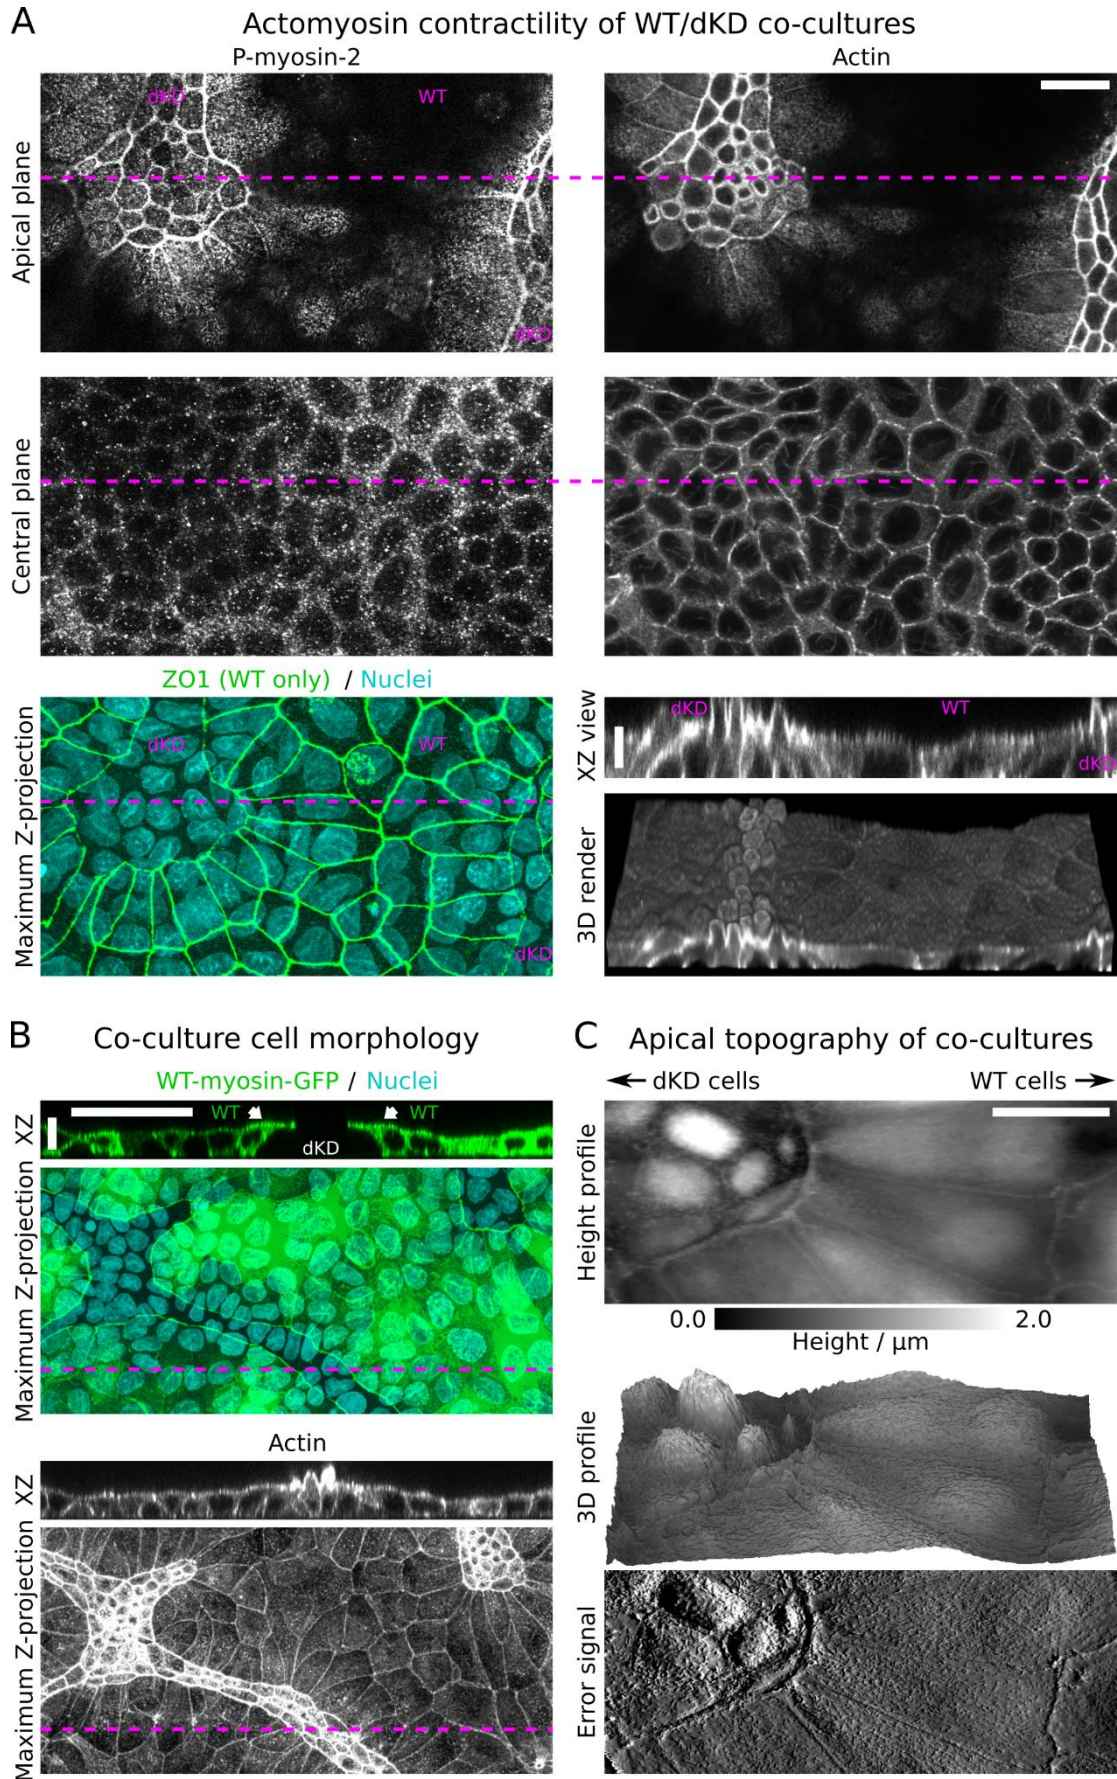 A
Actomyosin contractility of WT/dKD co-cultures
P-myosin-2
Actin
Apical plane
dKD
WT
dKD
Central plane
ZO1 (WT only) / Nuclei
Maximum Z-projection
dKD
WT
dKD
XZ view
dKD
WT
dKD
3D render
B
Co-culture cell morphology
WT-myosin-GFP / Nuclei
XZ
WT
WT
dKD
Maximum Z-projection
Actin
XZ
Maximum Z-projection
C
Apical topography of co-cultures
dKD cells
WT cells
Height profile
0.0
2.0
Height / μm
3D profile
Error signal